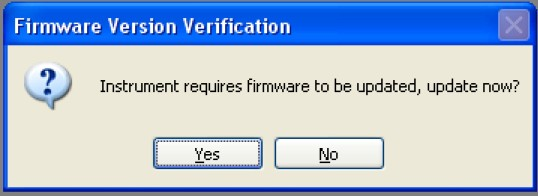 Firmware Version Verification
Instrument requires firmware to be updated, update now?
Yes
No